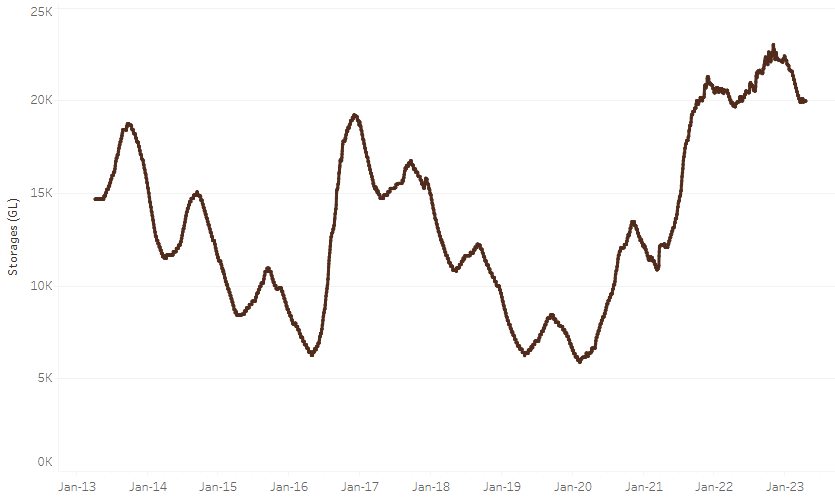 25K
20K
15K
10K
5K
0K
Storages (GL)
Jan-13 Jan-14 Jan-15 Jan-16 Jan-17 Jan-18 Jan-19 Jan-20 Jan-21 Jan-22 Jan-23